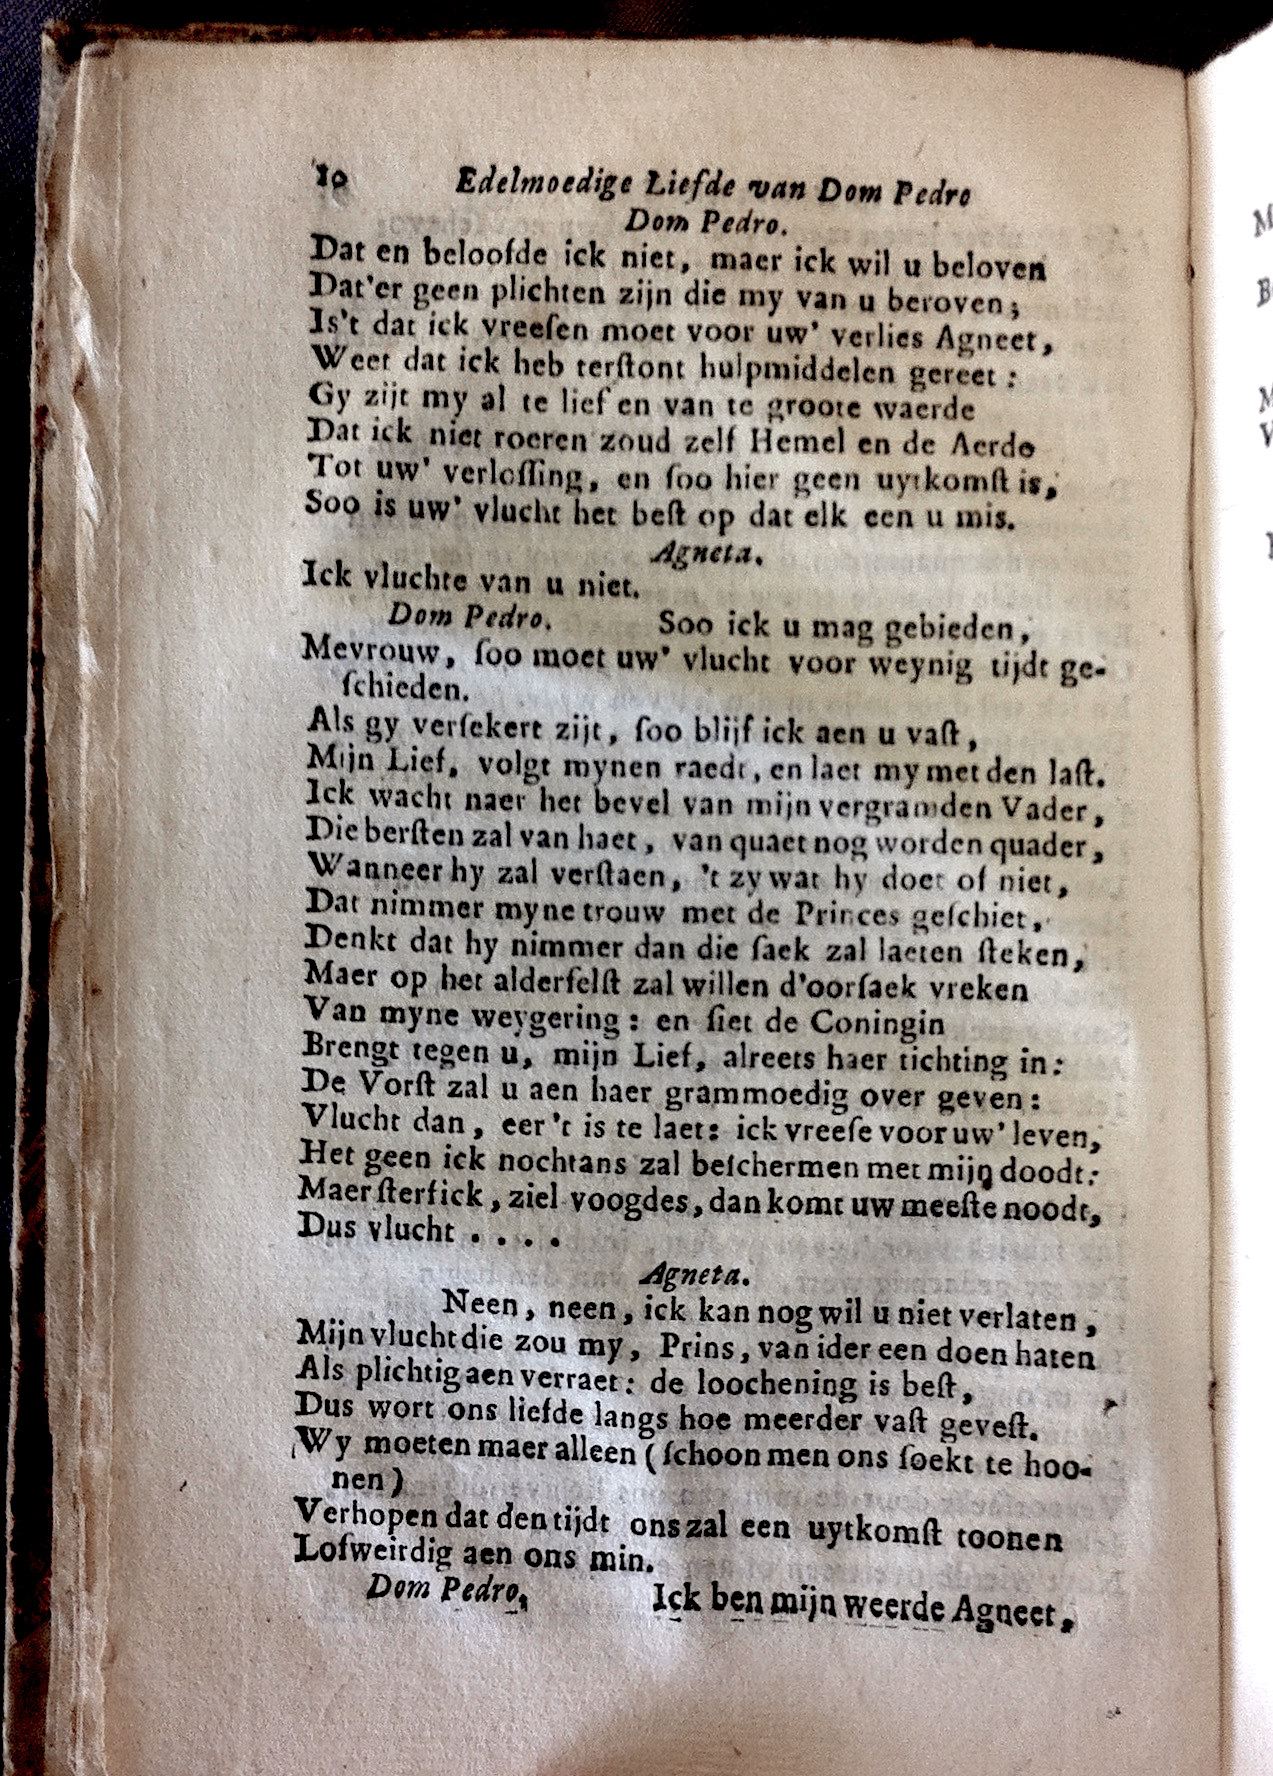 10 Edelmoedige Liefde van Dom Pedro
Dom Pedro.
Dat en beloofde ick niet, maer ick wil u beloven
Dat'er geen plichten zijn die my van u beroven;
Is't dat ick vreeſen moet voor uw' verlies Agneet,
Weet dat ick heb terſtont hulpmiddelen gereet:
Gy zijt my al te lief en van te groote waerde
Dat ick niet roeren zoud zelf Hemel en de Aerde
Tot uw' verloſſing, en ſoo hier geen uytkomſt is,
Soo is uw' vlucht het beſt op dat elk een u mis.
Agneta.
Ick vluchte van u niet.
Dom Pedro. Soo ick u mag gebieden,
Mevrouw, ſoo moet uw' vlucht voor weynig tijdt ge-
ſchieden.
Als gy verſekert zijt, ſoo blijf ick aen u vaſt,
Mijn Lief, volgt mynen raedt, en laet my met den laſt.
Ick wacht naer het bevel van mijn vergramden Vader,
Die berſten zal van haet, van quaet nog worden quader,
Wanneer hy zal verſtaen, 't zy wat hy doet of niet,
Dat nimmer myne trouw met de Princes geſchiet,
Denkt dat hy nimmer dan die ſaek zal laeten ſteken,
Maer op het alderfelſt zal willen d'oorſaek vreken
Van myne weygering: en ſiet de Coningin
Brengt tegen u, mijn Lief, alreets haer tichting in:
De Vorſt zal u aen haer grammoedig over geven:
Vlucht dan, eer 't is te laet: ick vreeſe voor uw' leven,
Het geen ick nochtans zal beſchermen met mijn doodt:
Maer ſterf ick, ziel voogdes, dan komt uw meeſte noodt,
Dus vlucht . . . .
Agneta.
Neen, neen, ick kan nog wil u niet verlaten,
Mijn vlucht die zou my, Prins, van ider een doen haten
Als plichtig aen verraet: de loochening is beſt,
Dus wort ons liefde langs hoe meerder vaſt geveſt.
Wy moeten maer alleen (ſchoon men ons ſoekt te hoo-
nen)
Verhopen dat den tijdt ons zal een uytkomſt toonen
Lofweirdig aen ons min.
Dom Pedro, Ick ben mijn weerde Agneet,